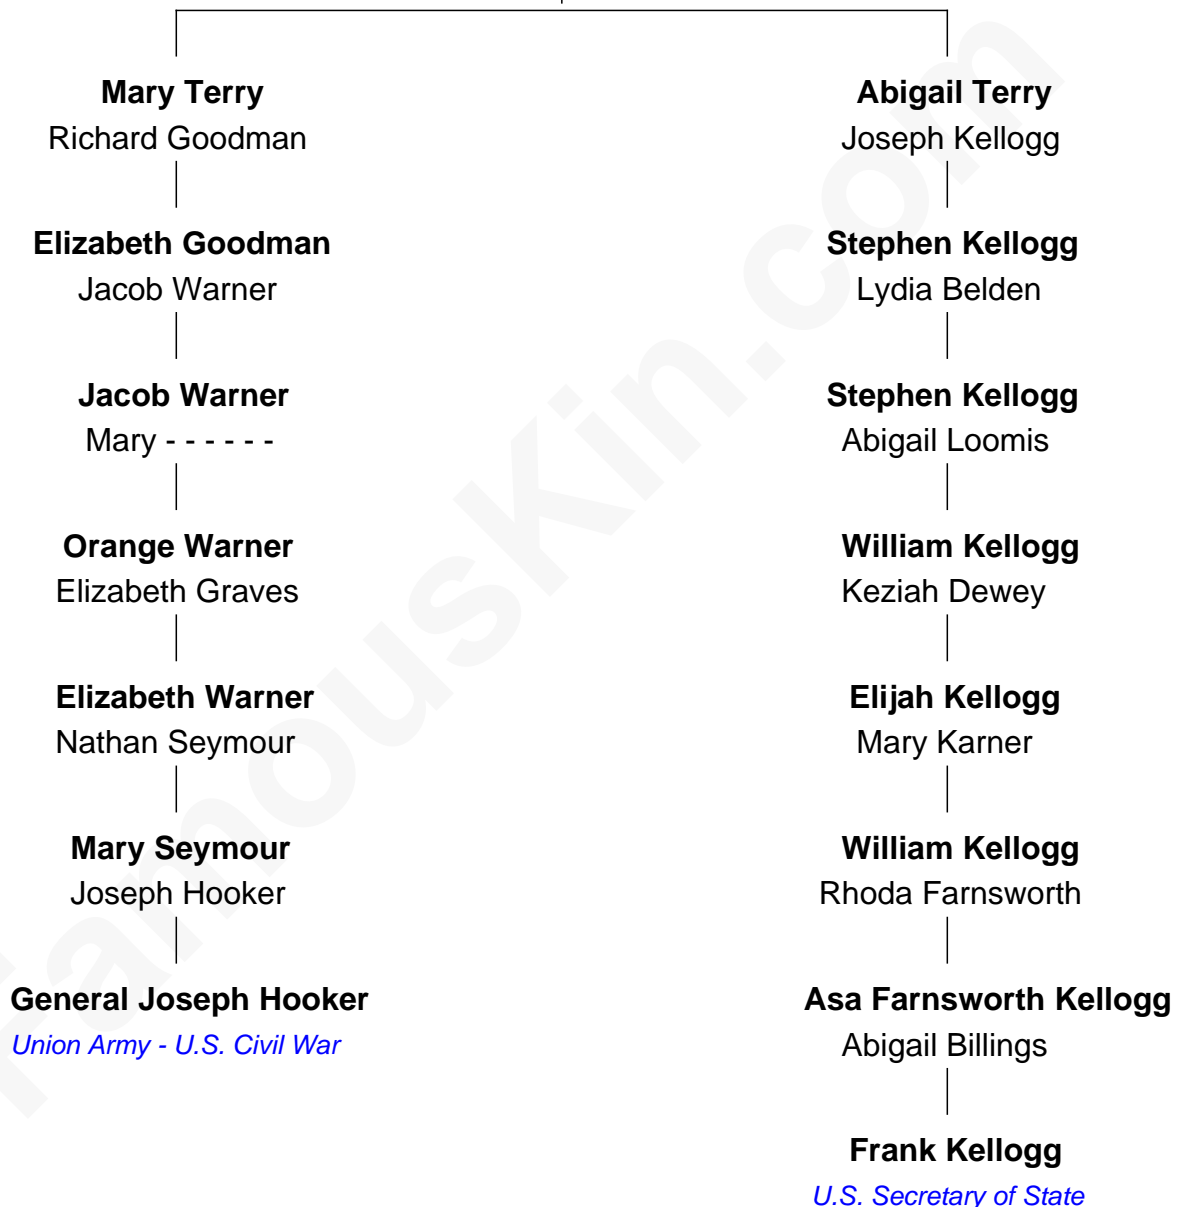 Mary Terry
Richard Goodman
Abigail Terry
Joseph Kellogg
Elizabeth Goodman
Jacob Warner
Stephen Kellogg
Lydia Belden
Jacob Warner
Mary - - - - - -
Stephen Kellogg
Abigail Loomis
Orange Warner
Elizabeth Graves
William Kellogg
Keziah Dewey
Elizabeth Warner
Nathan Seymour
Elijah Kellogg
Mary Karner
Mary Seymour
Joseph Hooker
William Kellogg
Rhoda Farnsworth
General Joseph Hooker
Union Army - U.S. Civil War
Asa Farnsworth Kellogg
Abigail Billings
Frank Kellogg
U.S. Secretary of State
FamousKin.com